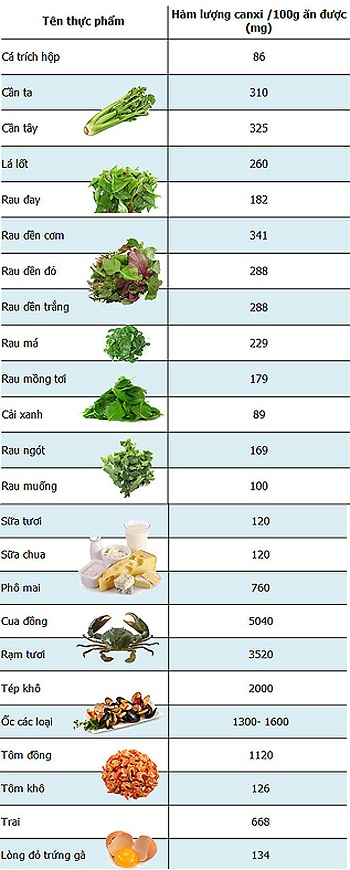 Tên thực phẩm Hàm lượng canxi /100g ăn được
(mg)
Cá trích hộp 86
Cần ta 310
Cần tây 325
Lá lốt 260
Rau đay 182
Rau dền cơm 341
Rau dền đỏ 288
Rau dền trắng 288
Rau má 229
Rau mồng tơi 179
Cải xanh 89
Rau ngót 169
Rau muống 100
Sữa tươi 120
Sữa chua 120
Phô mai 760
Cua đồng 5040
Rạm tươi 3520
Tép khô 2000
Ốc các loại 1300- 1600
Tôm đồng 1120
Tôm khô 126
Trai 668
Lòng đỏ trứng gà 134